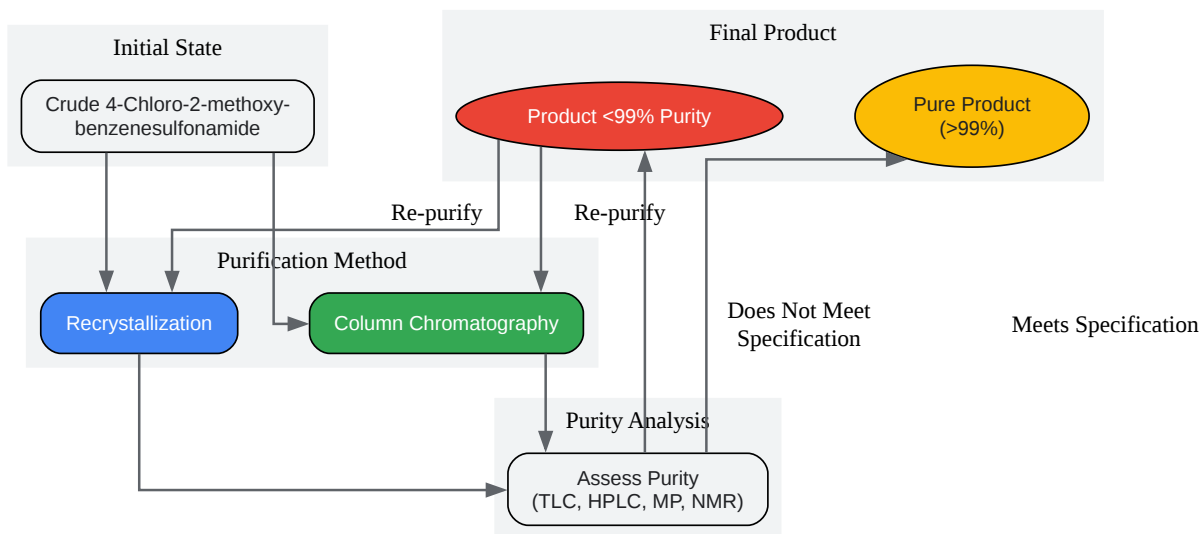 Initial State
Crude 4-Chloro-2-methoxy-
benzenesulfonamide
Final Product
Product <99% Purity
Pure Product
(>99%)
Re-purify
Re-purify
Purification Method
Recrystallization
Column Chromatography
Does Not Meet
Specification
Meets Specification
Purity Analysis
Assess Purity
(TLC, HPLC, MP, NMR)